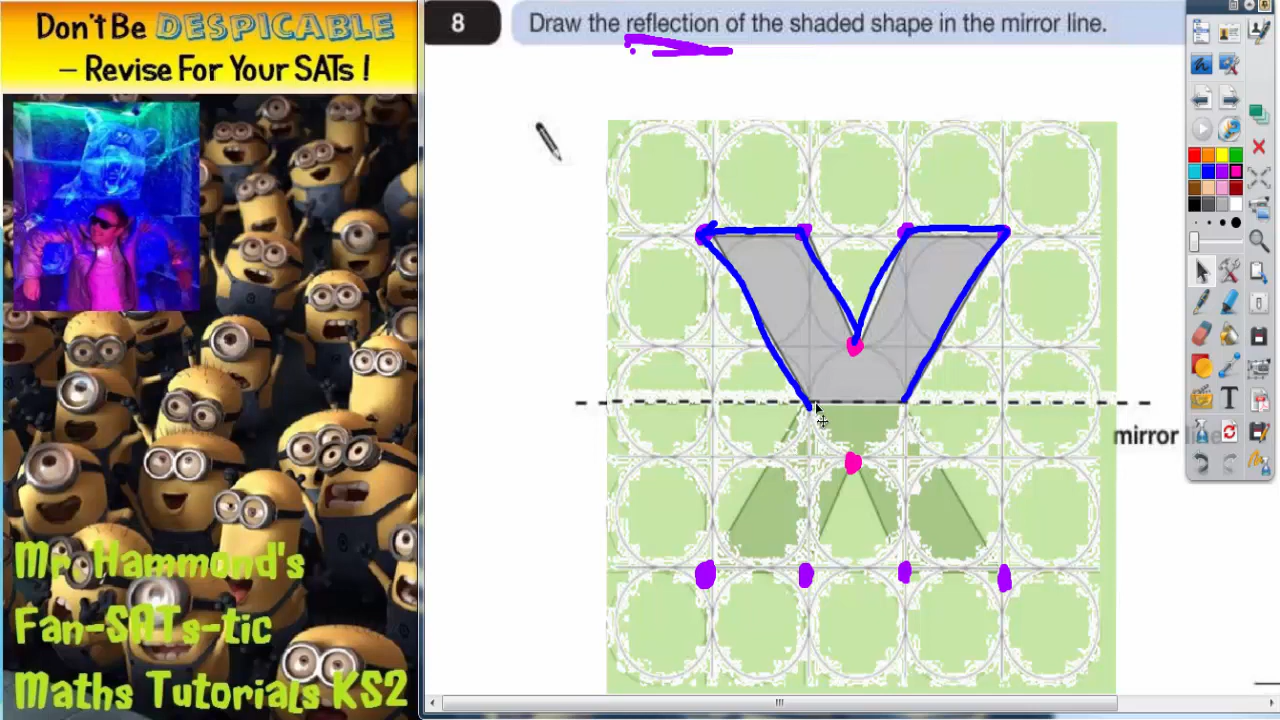 Don't Be DESPICABLE
– Revise For Your SATs !
Mr. Hammond's
Fan-SATs-tic
Maths Tutorials KS2
8
Draw the reflection of the shaded shape in the mirror line.
mirror line